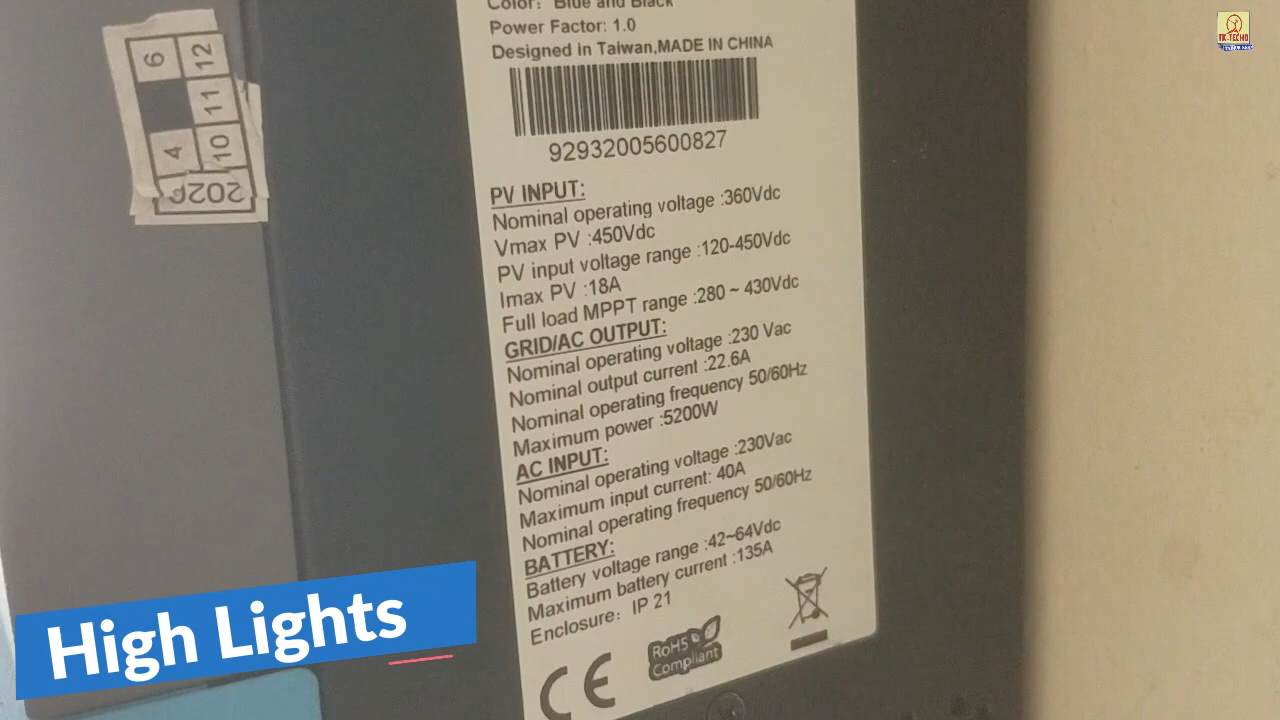 Color: Blue and Black
Power Factor: 1.0
Designed in Taiwan,MADE IN CHINA
92932005600827
PV INPUT:
Nominal operating voltage :360Vdc
Vmax PV :450Vdc
PV input voltage range :120-450Vdc
Imax PV :18A
Full load MPPT range :280 ~ 430Vdc
GRID/AC OUTPUT:
Nominal operating voltage :230 Vac
Nominal output current :22.6A
Nominal operating frequency 50/60Hz
Maximum power :5200W
AC INPUT:
Nominal operating voltage :230Vac
Maximum input current: 40A
Nominal operating frequency 50/60Hz
BATTERY:
Battery voltage range :42~64Vdc
Maximum battery current :135A
Enclosure: IP 21
CE
RoHS
Compliant
6 12
11
4 10
2020
High Lights
TK-TECHO